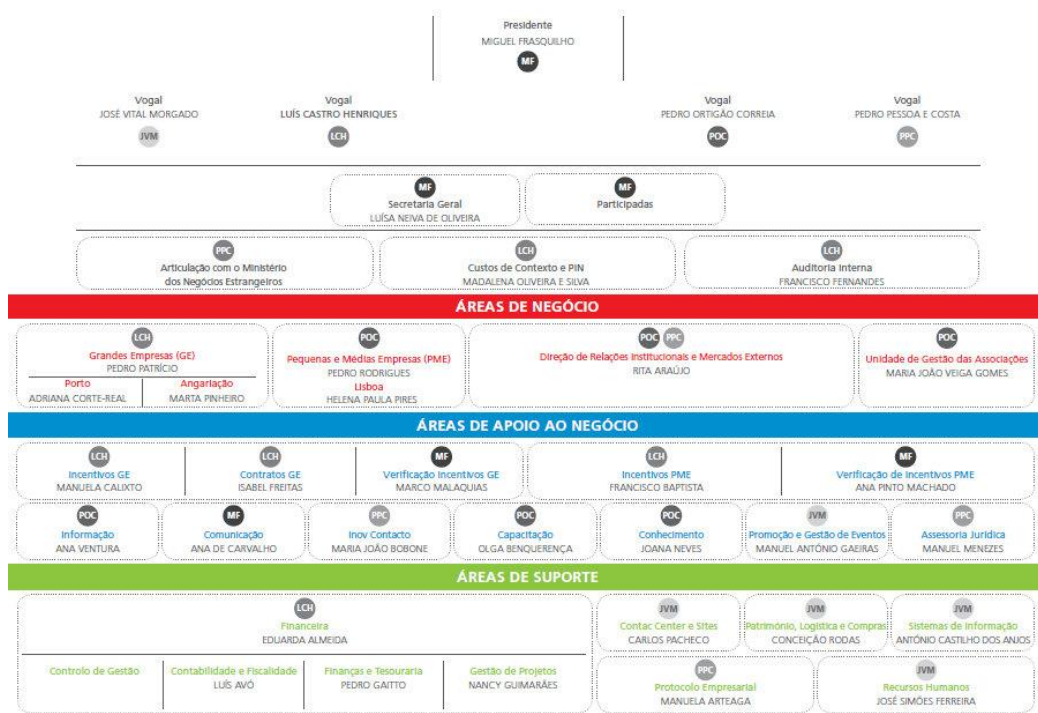 Presidente
MIGUEL FRASQUILHO
MF
Vogal
JOSÉ VITAL MORGADO
JVM
Vogal
LUÍS CASTRO HENRIQUES
LCH
Vogal
PEDRO ORTIGÃO CORREIA
POC
Vogal
PEDRO PESSOA E COSTA
PPC
MF
Secretaria Geral
LUÍSA NEIVA DE OLIVEIRA
MF
Participadas
PPC
Articulação com o Ministério
dos Negócios Estrangeiros
LCH
Custos de Contexto e PIN
MADALENA OLIVEIRA E SILVA
LCH
Auditoria Interna
FRANCISCO FERNANDES
ÁREAS DE NEGÓCIO
LCH
Grandes Empresas (GE)
PEDRO PATRÍCIO
Porto
ADRIANA CORTE-REAL
Angariação
MARTA PINHEIRO
POC
Pequenas e Médias Empresas (PME)
PEDRO RODRIGUES
Lisboa
HELENA PAULA PIRES
POC PPC
Direção de Relações Institucionais e Mercados Externos
RITA ARAÚJO
POC
Unidade de Gestão das Associações
MARIA JOÃO VEIGA GOMES
ÁREAS DE APOIO AO NEGÓCIO
LCH
Incentivos GE
MANUELA CALIXTO
LCH
Contratos GE
ISABEL FREITAS
MF
Verificação Incentivos GE
MARCO MALAQUIAS
LCH
Incentivos PME
FRANCISCO BAPTISTA
MF
Verificação de Incentivos PME
ANA PINTO MACHADO
POC
Informação
ANA VENTURA
MF
Comunicação
ANA DE CARVALHO
PPC
Inov Contacto
MARIA JOÃO BOBONE
POC
Capacitação
OLGA BENQUERENÇA
POC
Conhecimento
JOANA NEVES
JVM
Promoção e Gestão de Eventos
MANUEL ANTÓNIO GAEIRAS
PPC
Assessoria Jurídica
MANUEL MENEZES
ÁREAS DE SUPORTE
LCH
Financeira
EDUARDA ALMEIDA
Controlo de Gestão
Contabilidade e Fiscalidade
LUÍS AVÓ
Finanças e Tesouraria
PEDRO GAITTO
Gestão de Projetos
NANCY GUIMARÃES
JVM
Contac Center e Sites
CARLOS PACHECO
JVM
Património, Logística e Compras
CONCEIÇÃO RODAS
JVM
Sistemas de Informação
ANTÓNIO CASTILHO DOS ANJOS
PPC
Protocolo Empresarial
MANUELA ARTEAGA
JVM
Recursos Humanos
JOSÉ SIMÕES FERREIRA